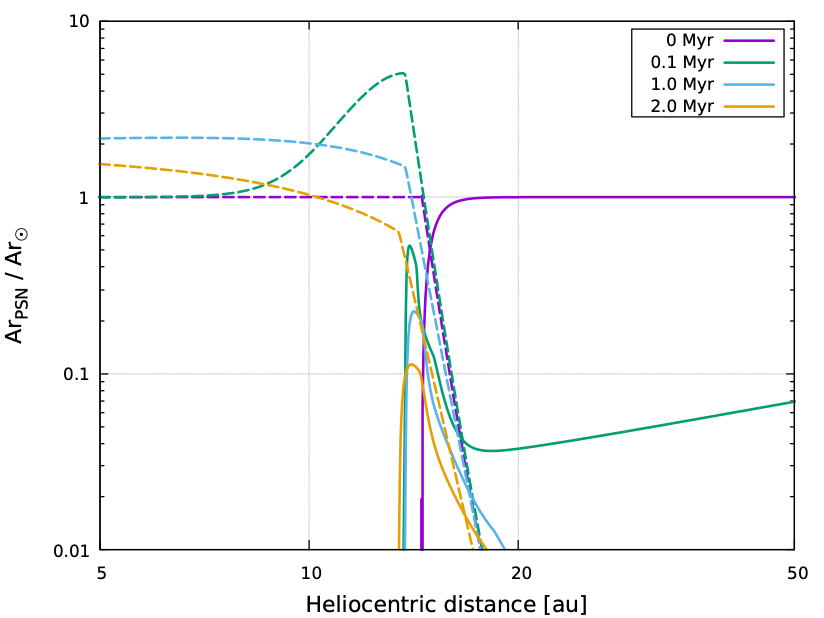 10
1
0.1
0.01
Ar_PSN / Ar_☉
0 Myr
0.1 Myr
1.0 Myr
2.0 Myr
5 10 20 50
Heliocentric distance [au]